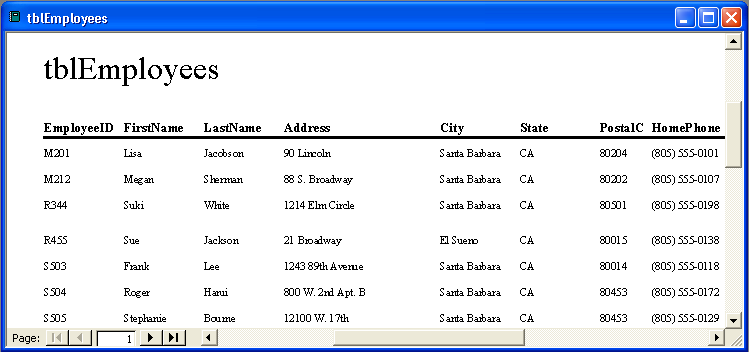 tblEmployees
tblEmployees
EmployeeID FirstName LastName Address City State PostalC HomePhone
M201 Lisa Jacobson 90 Lincoln Santa Barbara CA 80204 (805) 555-0101
M212 Megan Sherman 88 S. Broadway Santa Barbara CA 80202 (805) 555-0107
R344 Suki White 1214 Elm Circle Santa Barbara CA 80501 (805) 555-0198
R455 Sue Jackson 21 Broadway El Sueno CA 80015 (805) 555-0138
S503 Frank Lee 1243 89th Avenue Santa Barbara CA 80014 (805) 555-0118
S504 Roger Harui 800 W. 2nd Apt. B Santa Barbara CA 80453 (805) 555-0172
S505 Stephanie Bourne 12100 W. 17th Santa Barbara CA 80453 (805) 555-0129
Page: 1